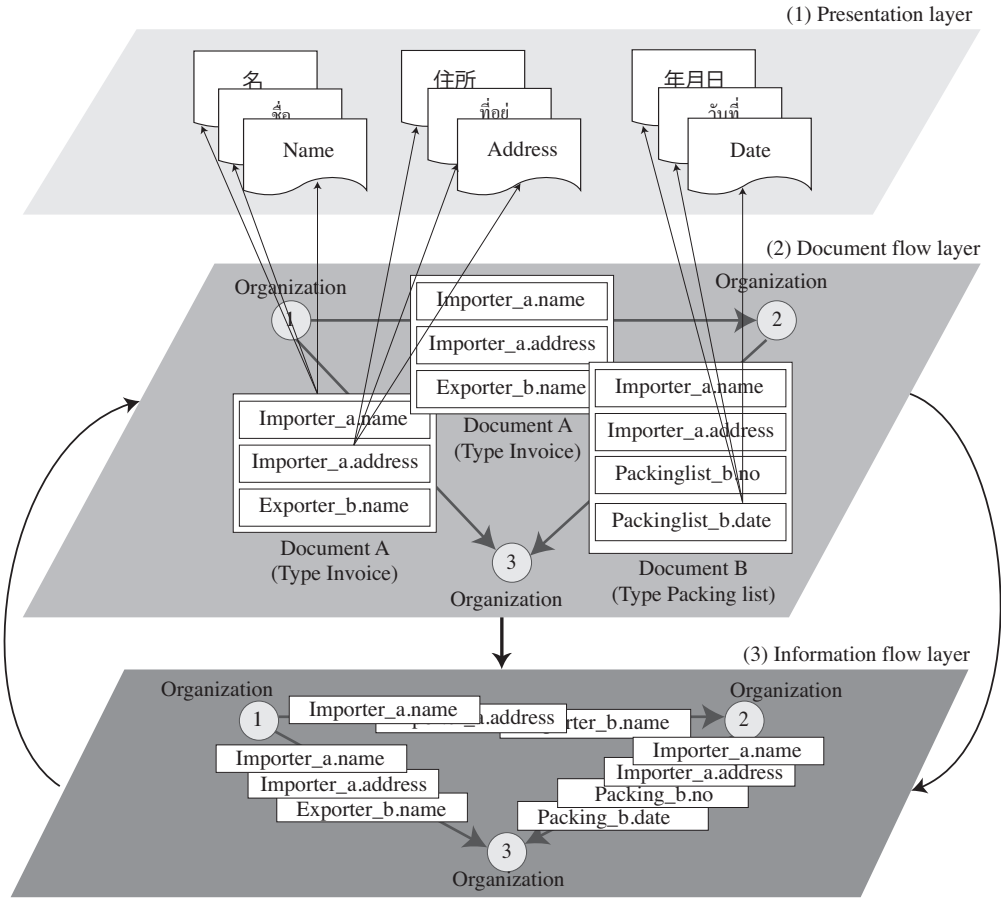 (1) Presentation layer
名
ชื่อ
Name
住所
ที่อยู่
Address
年月日
วันที่
Date
(2) Document flow layer
Organization
1
Organization
2
Importer_a.name
Importer_a.address
Exporter_b.name
Document A
(Type Invoice)
Importer_a.name
Importer_a.address
Exporter_b.name
Document A
(Type Invoice)
Importer_a.name
Importer_a.address
Packinglist_b.no
Packinglist_b.date
Document B
(Type Packing list)
3
Organization
(3) Information flow layer
Organization
1
Organization
2
Importer_a.name
a.address
rter_b.name
Importer_a.name
Importer_a.address
Exporter_b.name
Importer_a.name
Importer_a.address
Packing_b.no
Packing_b.date
3
Organization